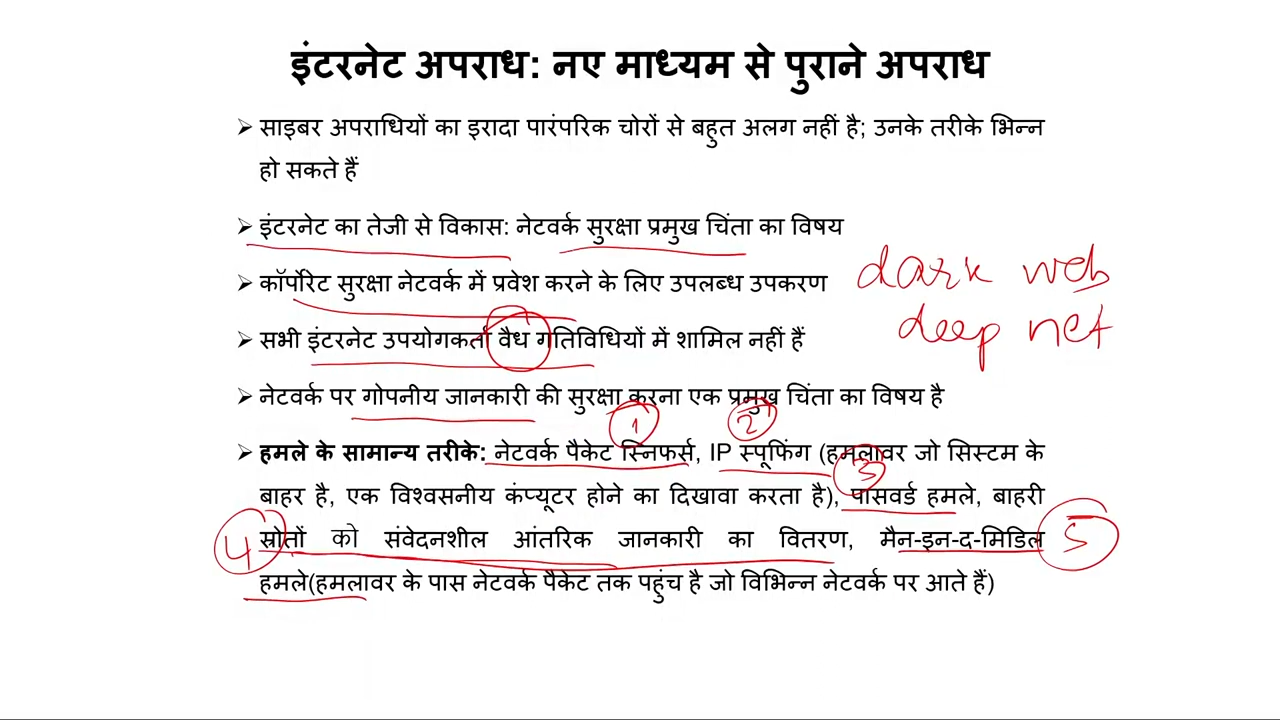 इंटरनेट अपराध: नए माध्यम से पुराने अपराध
➢ साइबर अपराधियों का इरादा पारंपरिक चोरों से बहुत अलग नहीं है; उनके तरीके भिन्न
हो सकते हैं
➢ इंटरनेट का तेजी से विकास: नेटवर्क सुरक्षा प्रमुख चिंता का विषय
➢ कॉर्पोरेट सुरक्षा नेटवर्क में प्रवेश करने के लिए उपलब्ध उपकरण
dark web
➢ सभी इंटरनेट उपयोगकर्ता वैध गतिविधियों में शामिल नहीं हैं
deep net
➢ नेटवर्क पर गोपनीय जानकारी की सुरक्षा करना एक प्रमुख चिंता का विषय है
1 2
➢ हमले के सामान्य तरीके: नेटवर्क पैकेट स्निफर्स, IP स्पूफिंग (हमलावर जो सिस्टम के
3
बाहर है, एक विश्वसनीय कंप्यूटर होने का दिखावा करता है), पासवर्ड हमले, बाहरी
4 स्रोतों को संवेदनशील आंतरिक जानकारी का वितरण, मैन-इन-द-मिडिल 5
हमले(हमलावर के पास नेटवर्क पैकेट तक पहुंच है जो विभिन्न नेटवर्क पर आते हैं)